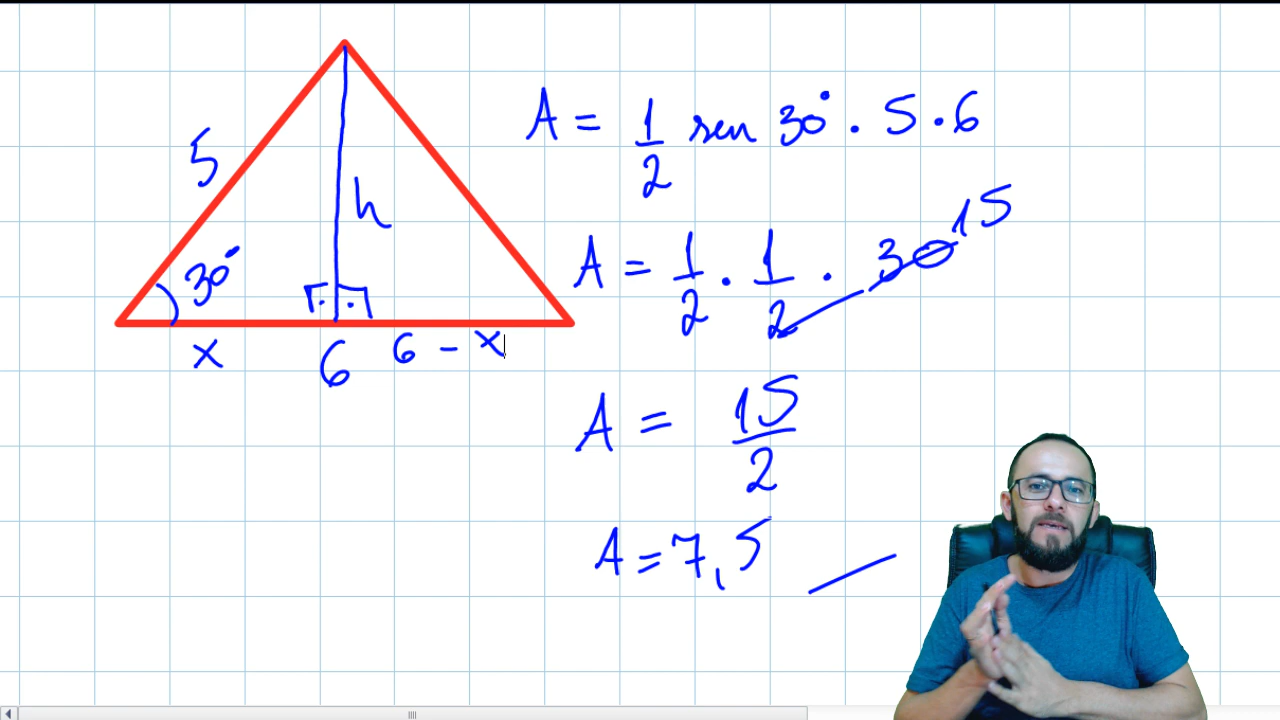 5
h
30°
x
6
6 - x
A = 1/2 sen 30° . 5 . 6
A = 1/2 . 1/2 . 30 15
A = 15/2
A = 7,5